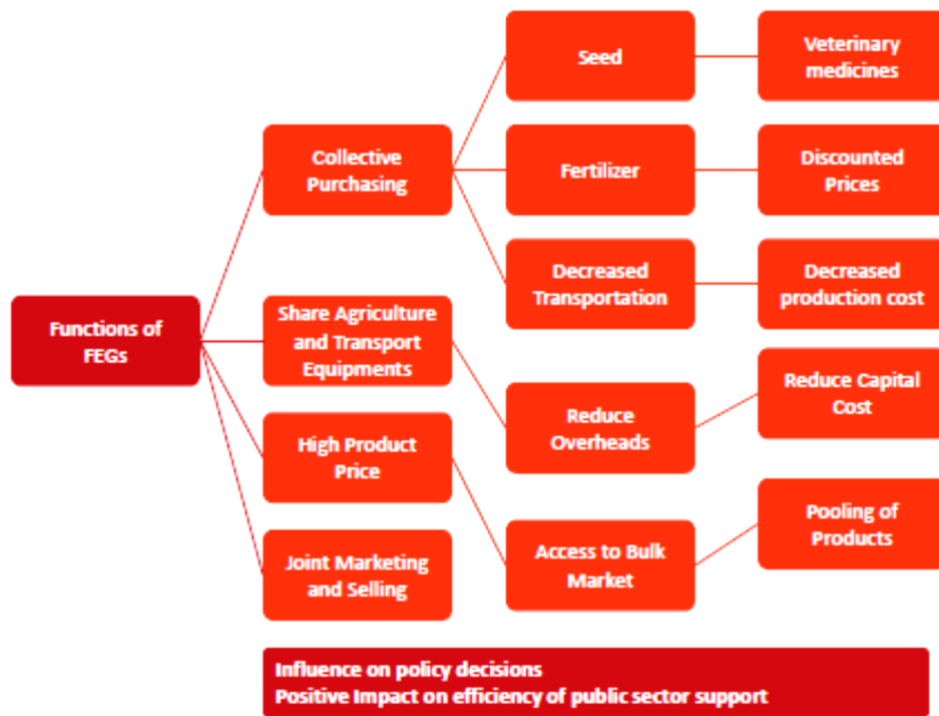 Functions of
FEGs
Collective
Purchasing
Seed
Veterinary
medicines
Fertilizer
Discounted
Prices
Decreased
Transportation
Decreased
production cost
Share Agriculture
and Transport
Equipments
Reduce
Overheads
Reduce Capital
Cost
High Product
Price
Access to Bulk
Market
Pooling of
Products
Joint Marketing
and Selling
Influence on policy decisions
Positive Impact on efficiency of public sector support